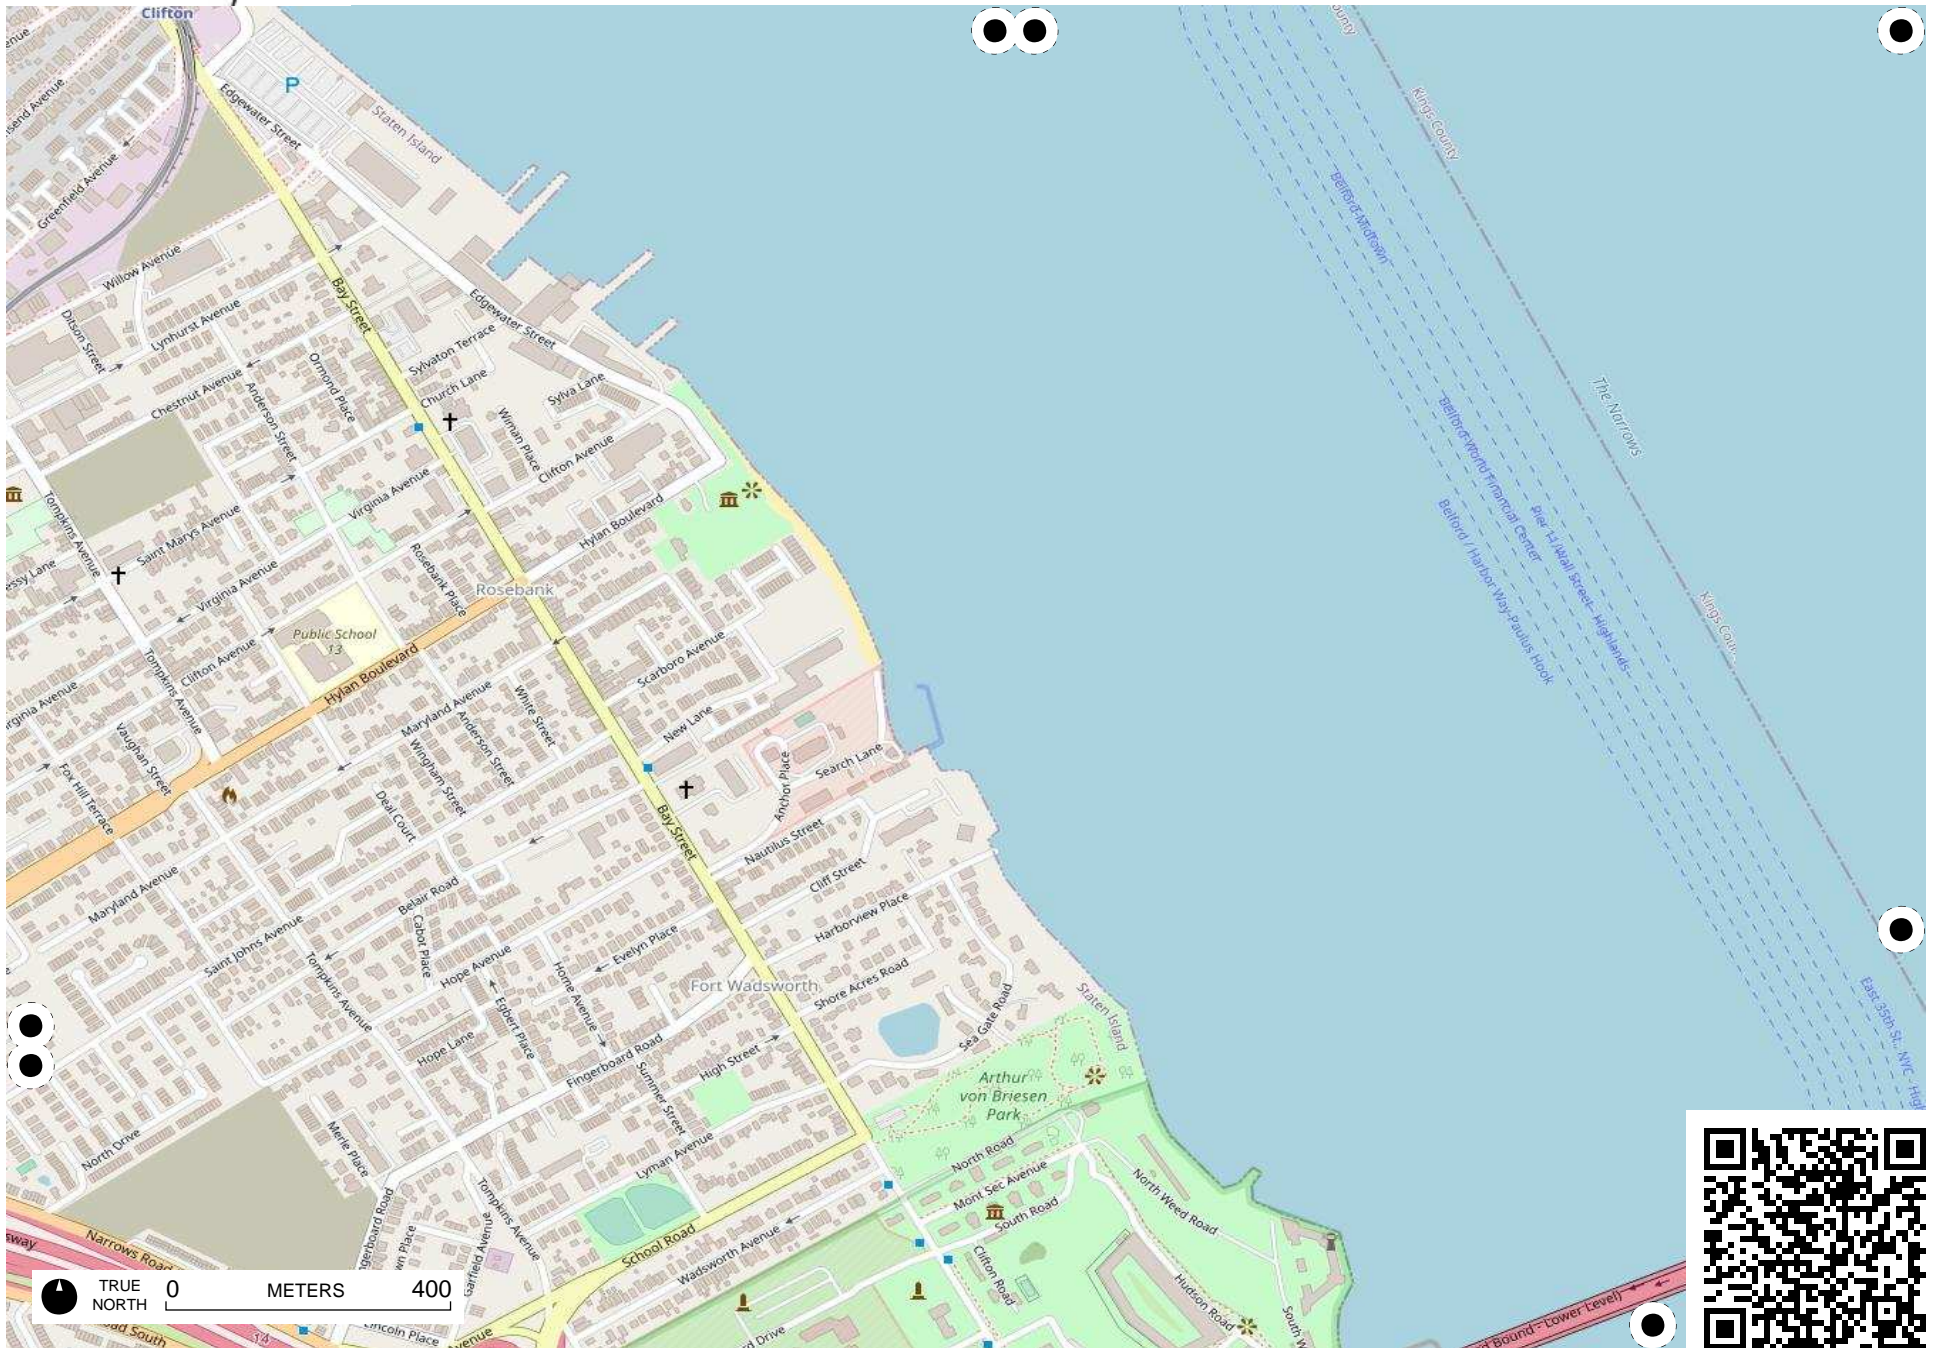 Clifton
Edgewater Street
P
Staten Island
Greenfield Avenue
Willow Avenue
Bay Street
Ditson Street
Lynhurst Avenue
Edgewater Street
Sylvaton Terrace
Ormond Place
Chestnut Avenue
Anderson Street
Church Lane
Sylva Lane
Wiman Place
Clifton Avenue
Virginia Avenue
Hylan Boulevard
Tompkins Avenue
Saint Marys Avenue
Virginia Avenue
Rosebank Place
Rosebank
Public School
13
Clifton Avenue
Tompkins Avenue
Hylan Boulevard
Scarboro Avenue
Maryland Avenue
White Street
Anderson Street
New Lane
Vaughan Street
Wingham Street
Fox Hill Terrace
Deal Court
Anchor Place
Search Lane
Bay Street
Nautilus Street
Cliff Street
Maryland Avenue
Belair Road
Harborview Place
Cabot Place
Saint Johns Avenue
Evelyn Place
Hope Avenue
Home Avenue
Tompkins Avenue
Fort Wadsworth
Shore Acres Road
Sea Gate Road
Staten Island
Egbert Place
Hope Lane
Fingerboard Road
High Street
Summer Street
Arthur
von Briesen
Park
North Road
Merle Place
North Drive
Lyman Avenue
Mont Sec Avenue
North Weed Road
South Road
Tompkins Avenue
School Road
Wadsworth Avenue
Garfield Avenue
Clifton Road
Hudson Road
Narrows Road
Lincoln Place
14
Kings County
Belford-Midtown
The Narrows
Belford-World Financial Center
Pier 11/Wall Street- Highlands
Belford / Harbor Way-Paulus Hook
East 35th St., NYC
Bound - Lower Level)
TRUE
NORTH
0 METERS 400